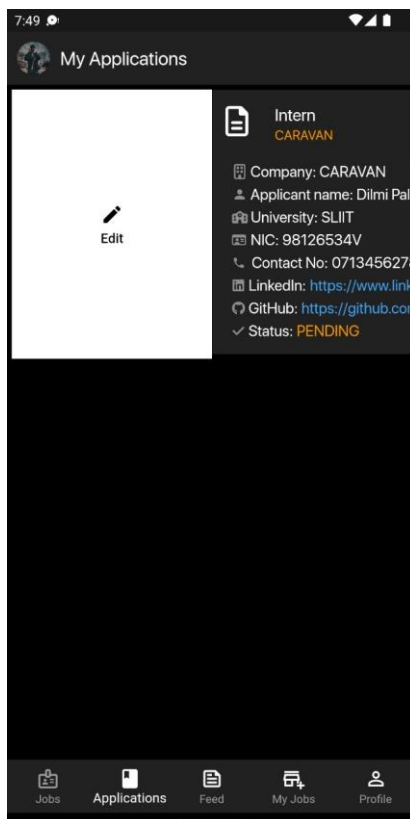 7:49
My Applications
Edit
Intern
CARAVAN
Company: CARAVAN
Applicant name: Dilmi Pal
University: SLIIT
NIC: 98126534V
Contact No: 071345627
LinkedIn: https://www.link
GitHub: https://github.co
Status: PENDING
Jobs
Applications
Feed
My Jobs
Profile